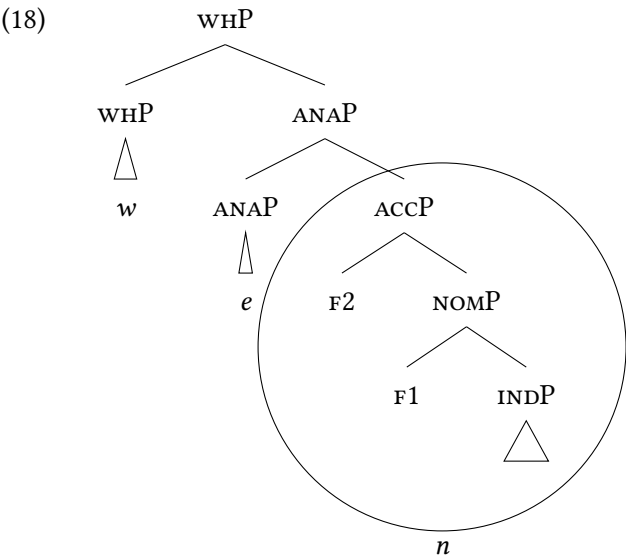 (18) WHP
WHP ANAP
w ANAP ACCP
e F2 NOMP
F1 INDP
n